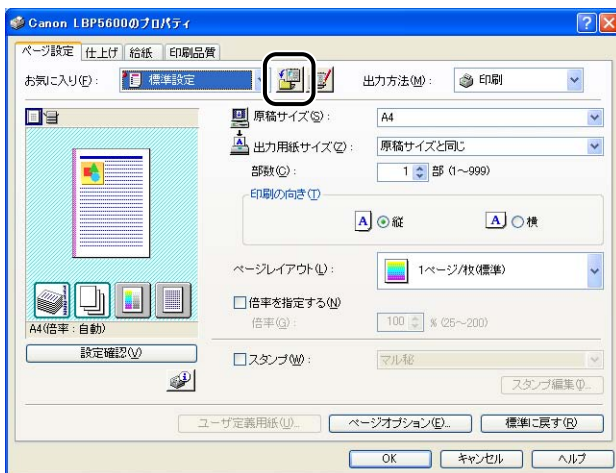 Canon LBP5600のプロパティ
ページ設定 仕上げ 給紙 印刷品質
お気に入り(F)： 標準設定 出力方法(M)： 印刷
原稿サイズ(S)： A4
出力用紙サイズ(Z)： 原稿サイズと同じ
部数(C)： 1 部 (1～999)
印刷の向き(T)
A 縦 A 横
ページレイアウト(L)： 1ページ/枚(標準)
倍率を指定する(N)
倍率(G)： 100 % (25～200)
A4(倍率：自動)
設定確認(V)
スタンプ(W)： マル秘
スタンプ編集(I)...
ユーザ定義用紙(U)... ページオプション(E)... 標準に戻す(R)
OK キャンセル ヘルプ